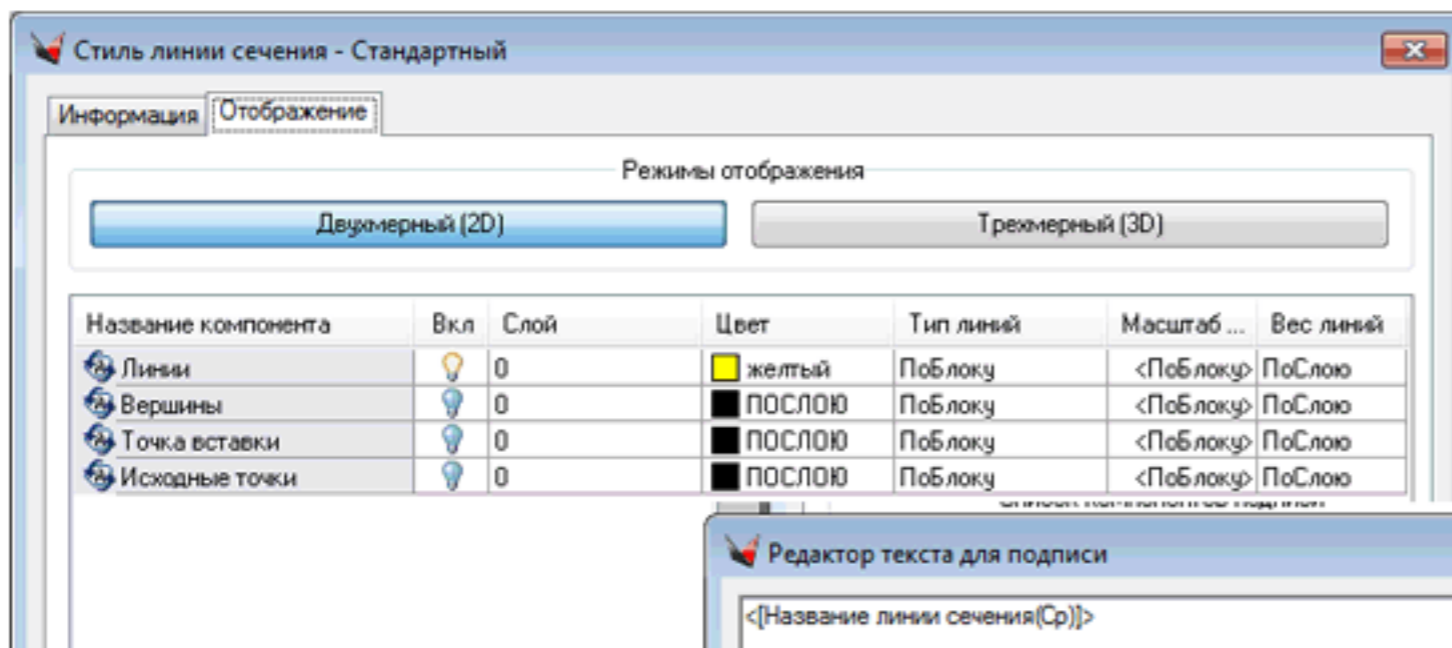 Стиль линии сечения - Стандартный
Информация Отображение
Режимы отображения
Двухмерный (2D) Трехмерный (3D)
Название компонента Вкл Слой Цвет Тип линий Масштаб ... Вес линий
Линии 0 желтый ПоБлоку <ПоБлоку> ПоСлою
Вершины 0 ПОСЛОЮ ПоБлоку <ПоБлоку> ПоСлою
Точка вставки 0 ПОСЛОЮ ПоБлоку <ПоБлоку> ПоСлою
Исходные точки 0 ПОСЛОЮ ПоБлоку <ПоБлоку> ПоСлою
Редактор текста для подписи
<[Название линии сечения(Cp)]>